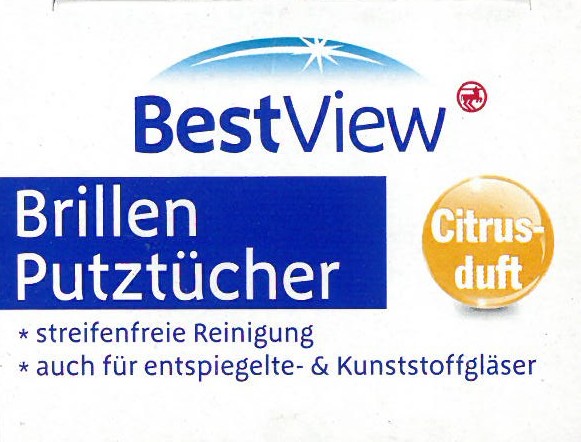 BestView
Brillen
Putztücher
Citrus-
duft
* streifenfreie Reinigung
* auch für entspiegelte- & Kunststoffgläser